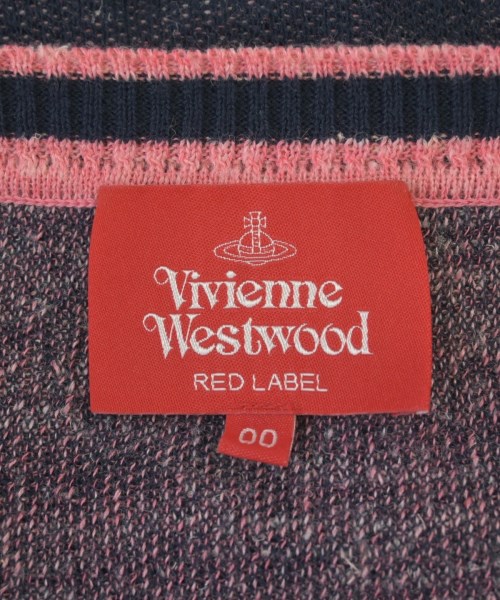 Vivienne
Westwood
RED LABEL
00